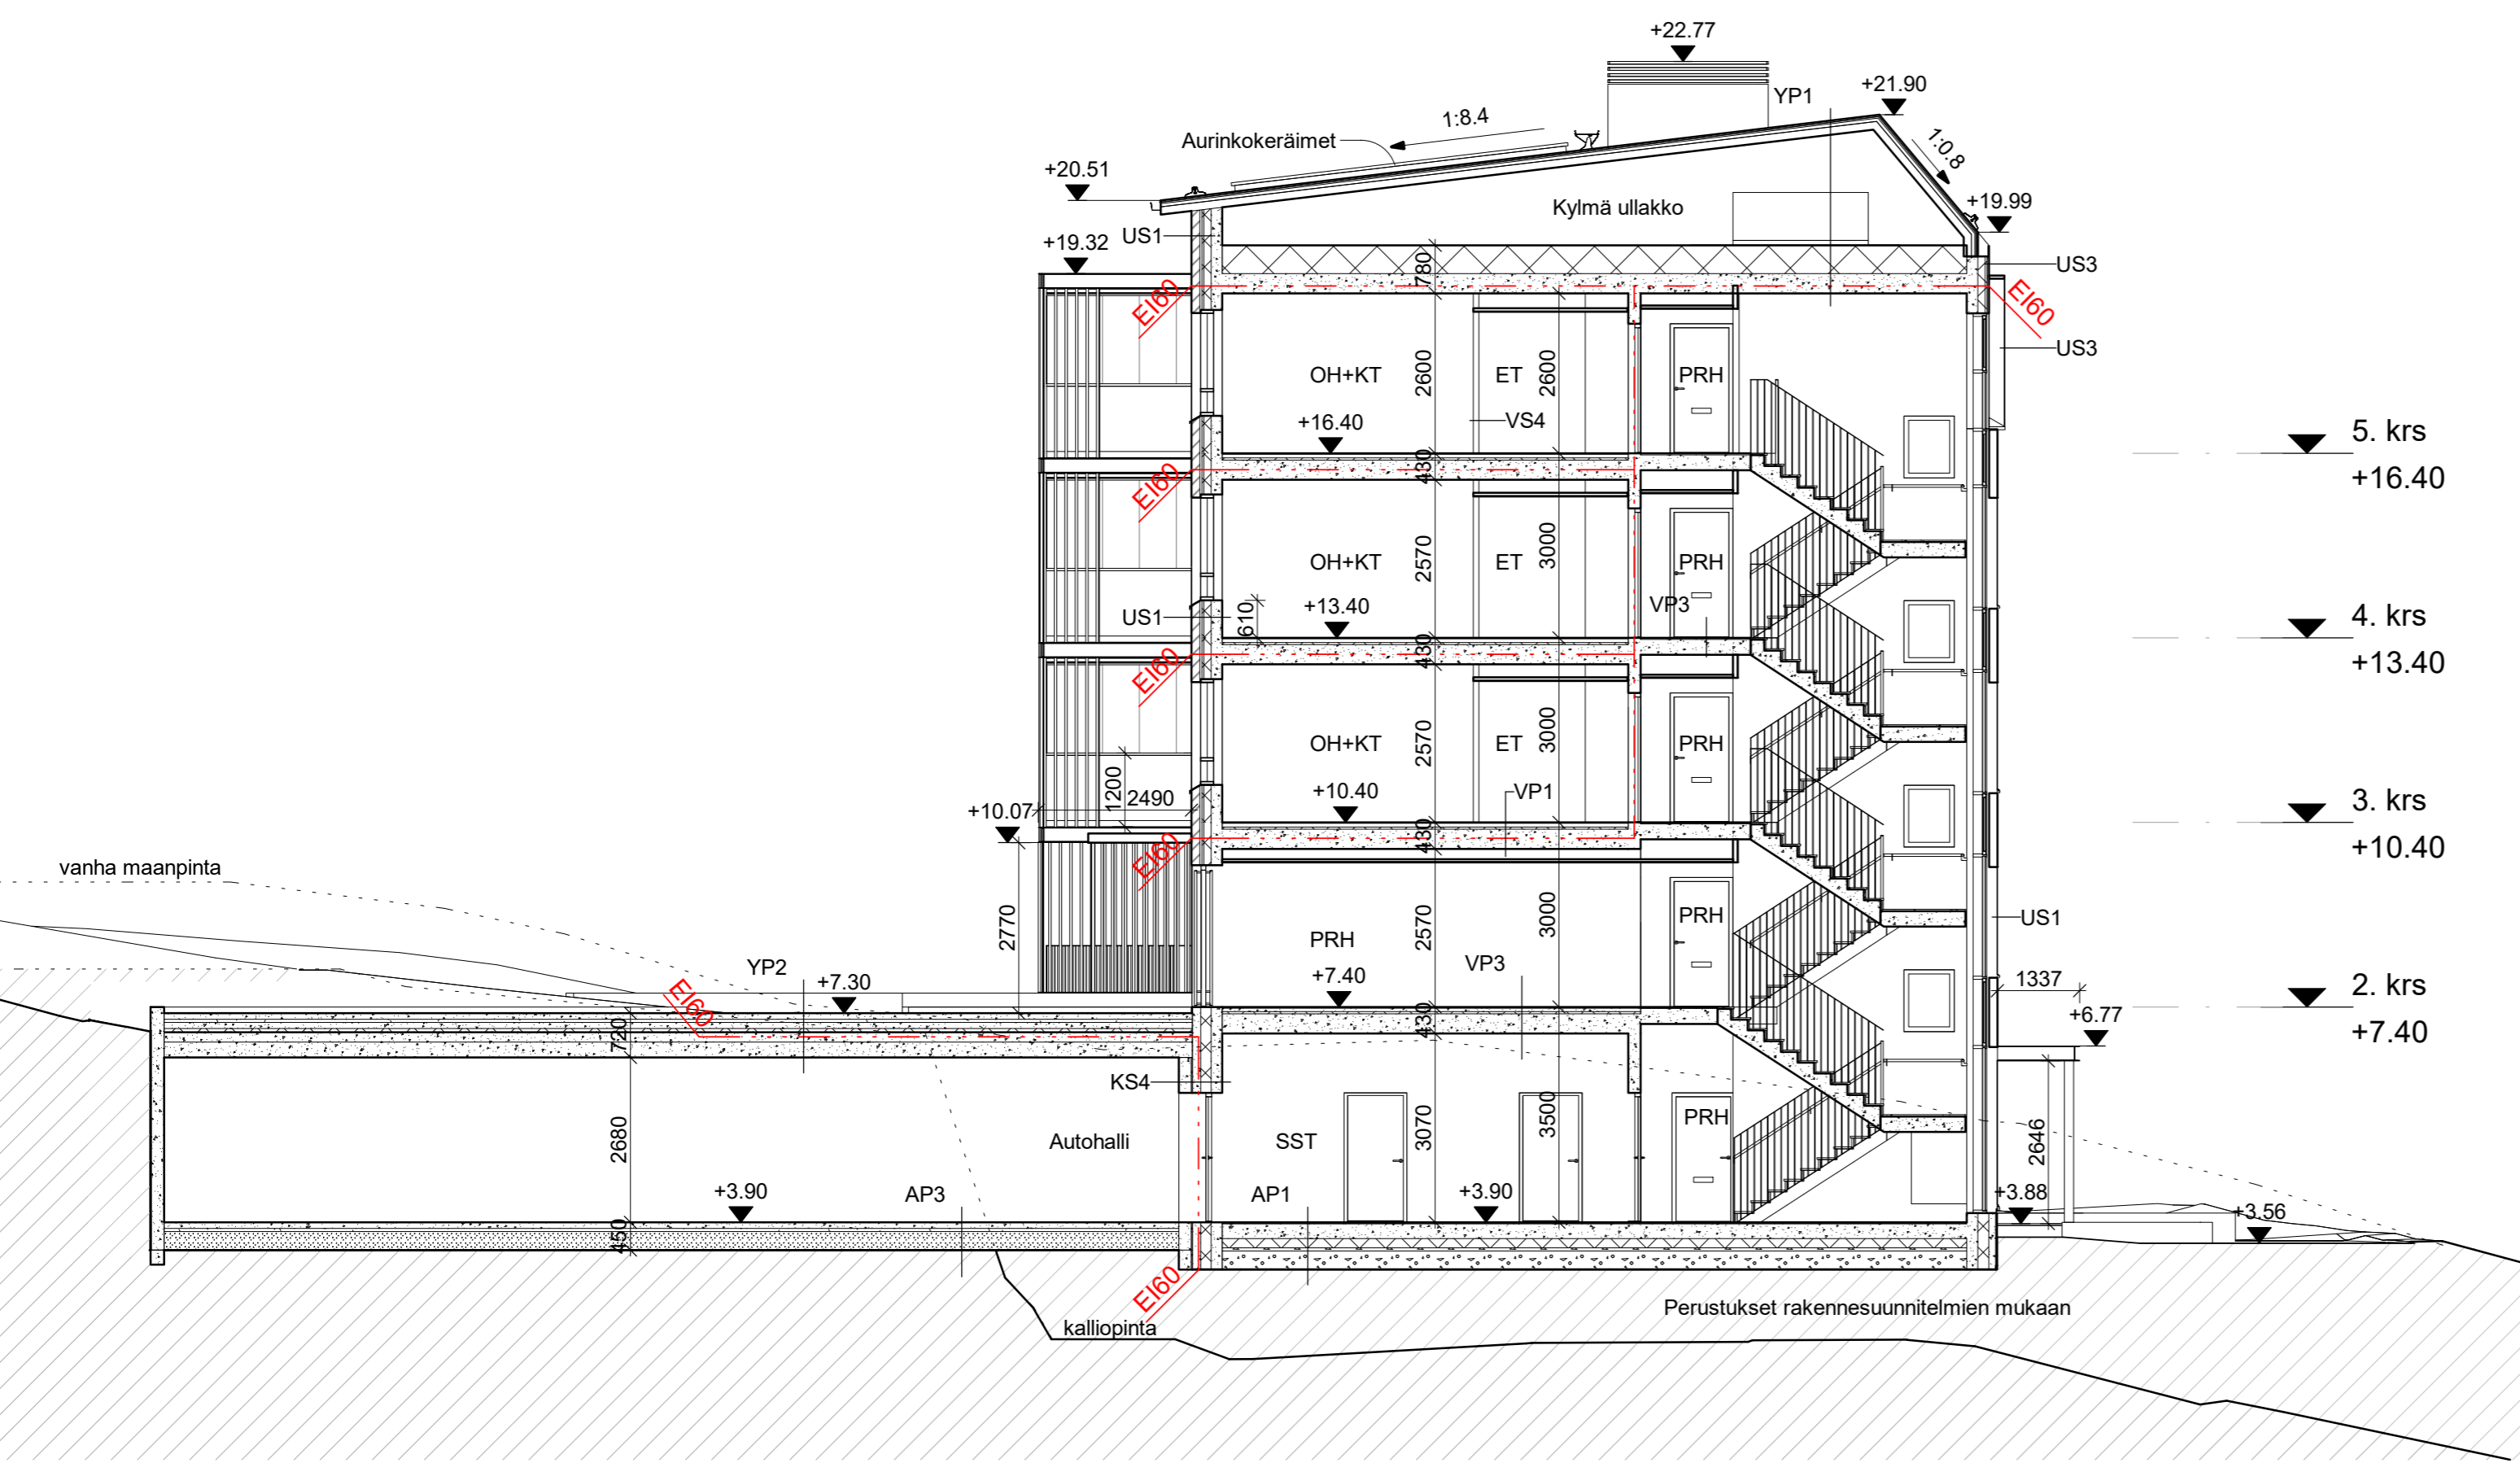 +22.77
YP1
+21.90
1:8.4
Aurinkokeräimet
1:0.8
+20.51
+19.99
Kylmä ullakko
US1
+19.32
780
US3
EI60
EI60
US3
OH+KT
2600
ET
2600
PRH
+16.40
VS4
5. krs
+16.40
430
EI60
OH+KT
2570
ET
3000
PRH
US1
610
+13.40
VP3
4. krs
+13.40
430
EI60
OH+KT
2570
ET
3000
PRH
1200
2490
+10.07
+10.40
VP1
3. krs
+10.40
430
EI60
vanha maanpinta
2770
PRH
2570
3000
PRH
US1
YP2
+7.30
+7.40
VP3
1337
2. krs
+7.40
EI60
720
430
+6.77
KS4
2680
Autohalli
SST
3070
3500
PRH
2646
+3.90
AP3
AP1
+3.90
+3.88
+3.56
450
EI60
kalliopinta
Perustukset rakennesuunnitelmien mukaan